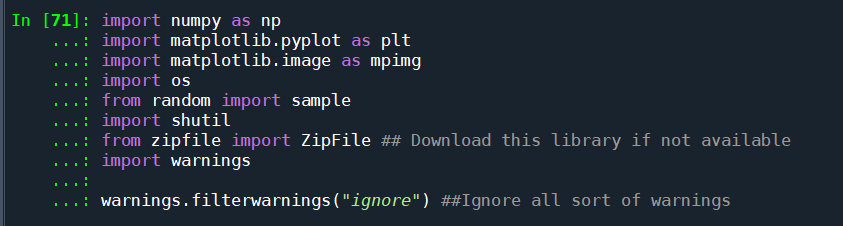 In [71]: import numpy as np
...: import matplotlib.pyplot as plt
...: import matplotlib.image as mpimg
...: import os
...: from random import sample
...: import shutil
...: from zipfile import ZipFile ## Download this library if not available
...: import warnings
...:
...: warnings.filterwarnings("ignore") ##Ignore all sort of warnings